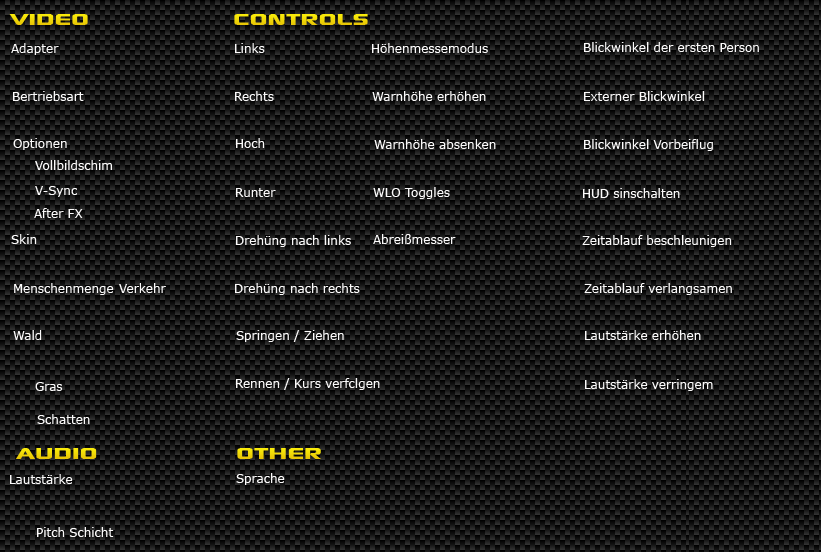 VIDEO
Adapter
Bertriebsart
Optionen
Vollbildschim
V-Sync
After FX
Skin
Menschenmenge Verkehr
Wald
Gras
Schatten
AUDIO
Lautstärke
Pitch Schicht
CONTROLS
Links
Rechts
Hoch
Runter
Drehüng nach links
Drehüng nach rechts
Springen / Ziehen
Rennen / Kurs verfclgen
Höhenmessemodus
Warnhöhe erhöhen
Warnhöhe absenken
WLO Toggles
Abreißmesser
Blickwinkel der ersten Person
Externer Blickwinkel
Blickwinkel Vorbeiflug
HUD sinschalten
Zeitablauf beschleunigen
Zeitablauf verlangsamen
Lautstärke erhöhen
Lautstärke verringem
OTHER
Sprache